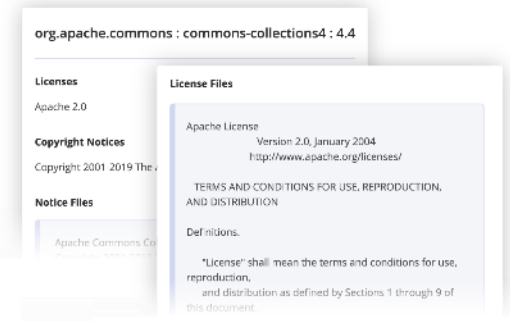 org.apache.commons : commons-collections4 : 4.4
Licenses
Apache 2.0
Copyright Notices
Copyright 2001-2019 The
Notice Files
Apache Commons
License Files
Apache License
Version 2.0, January 2004
http://www.apache.org/licenses/
TERMS AND CONDITIONS FOR USE, REPRODUCTION,
AND DISTRIBUTION
Definitions.
"License" shall mean the terms and conditions for use,
reproduction,
and distribution as defined by Sections 1 through 9 of
this document.